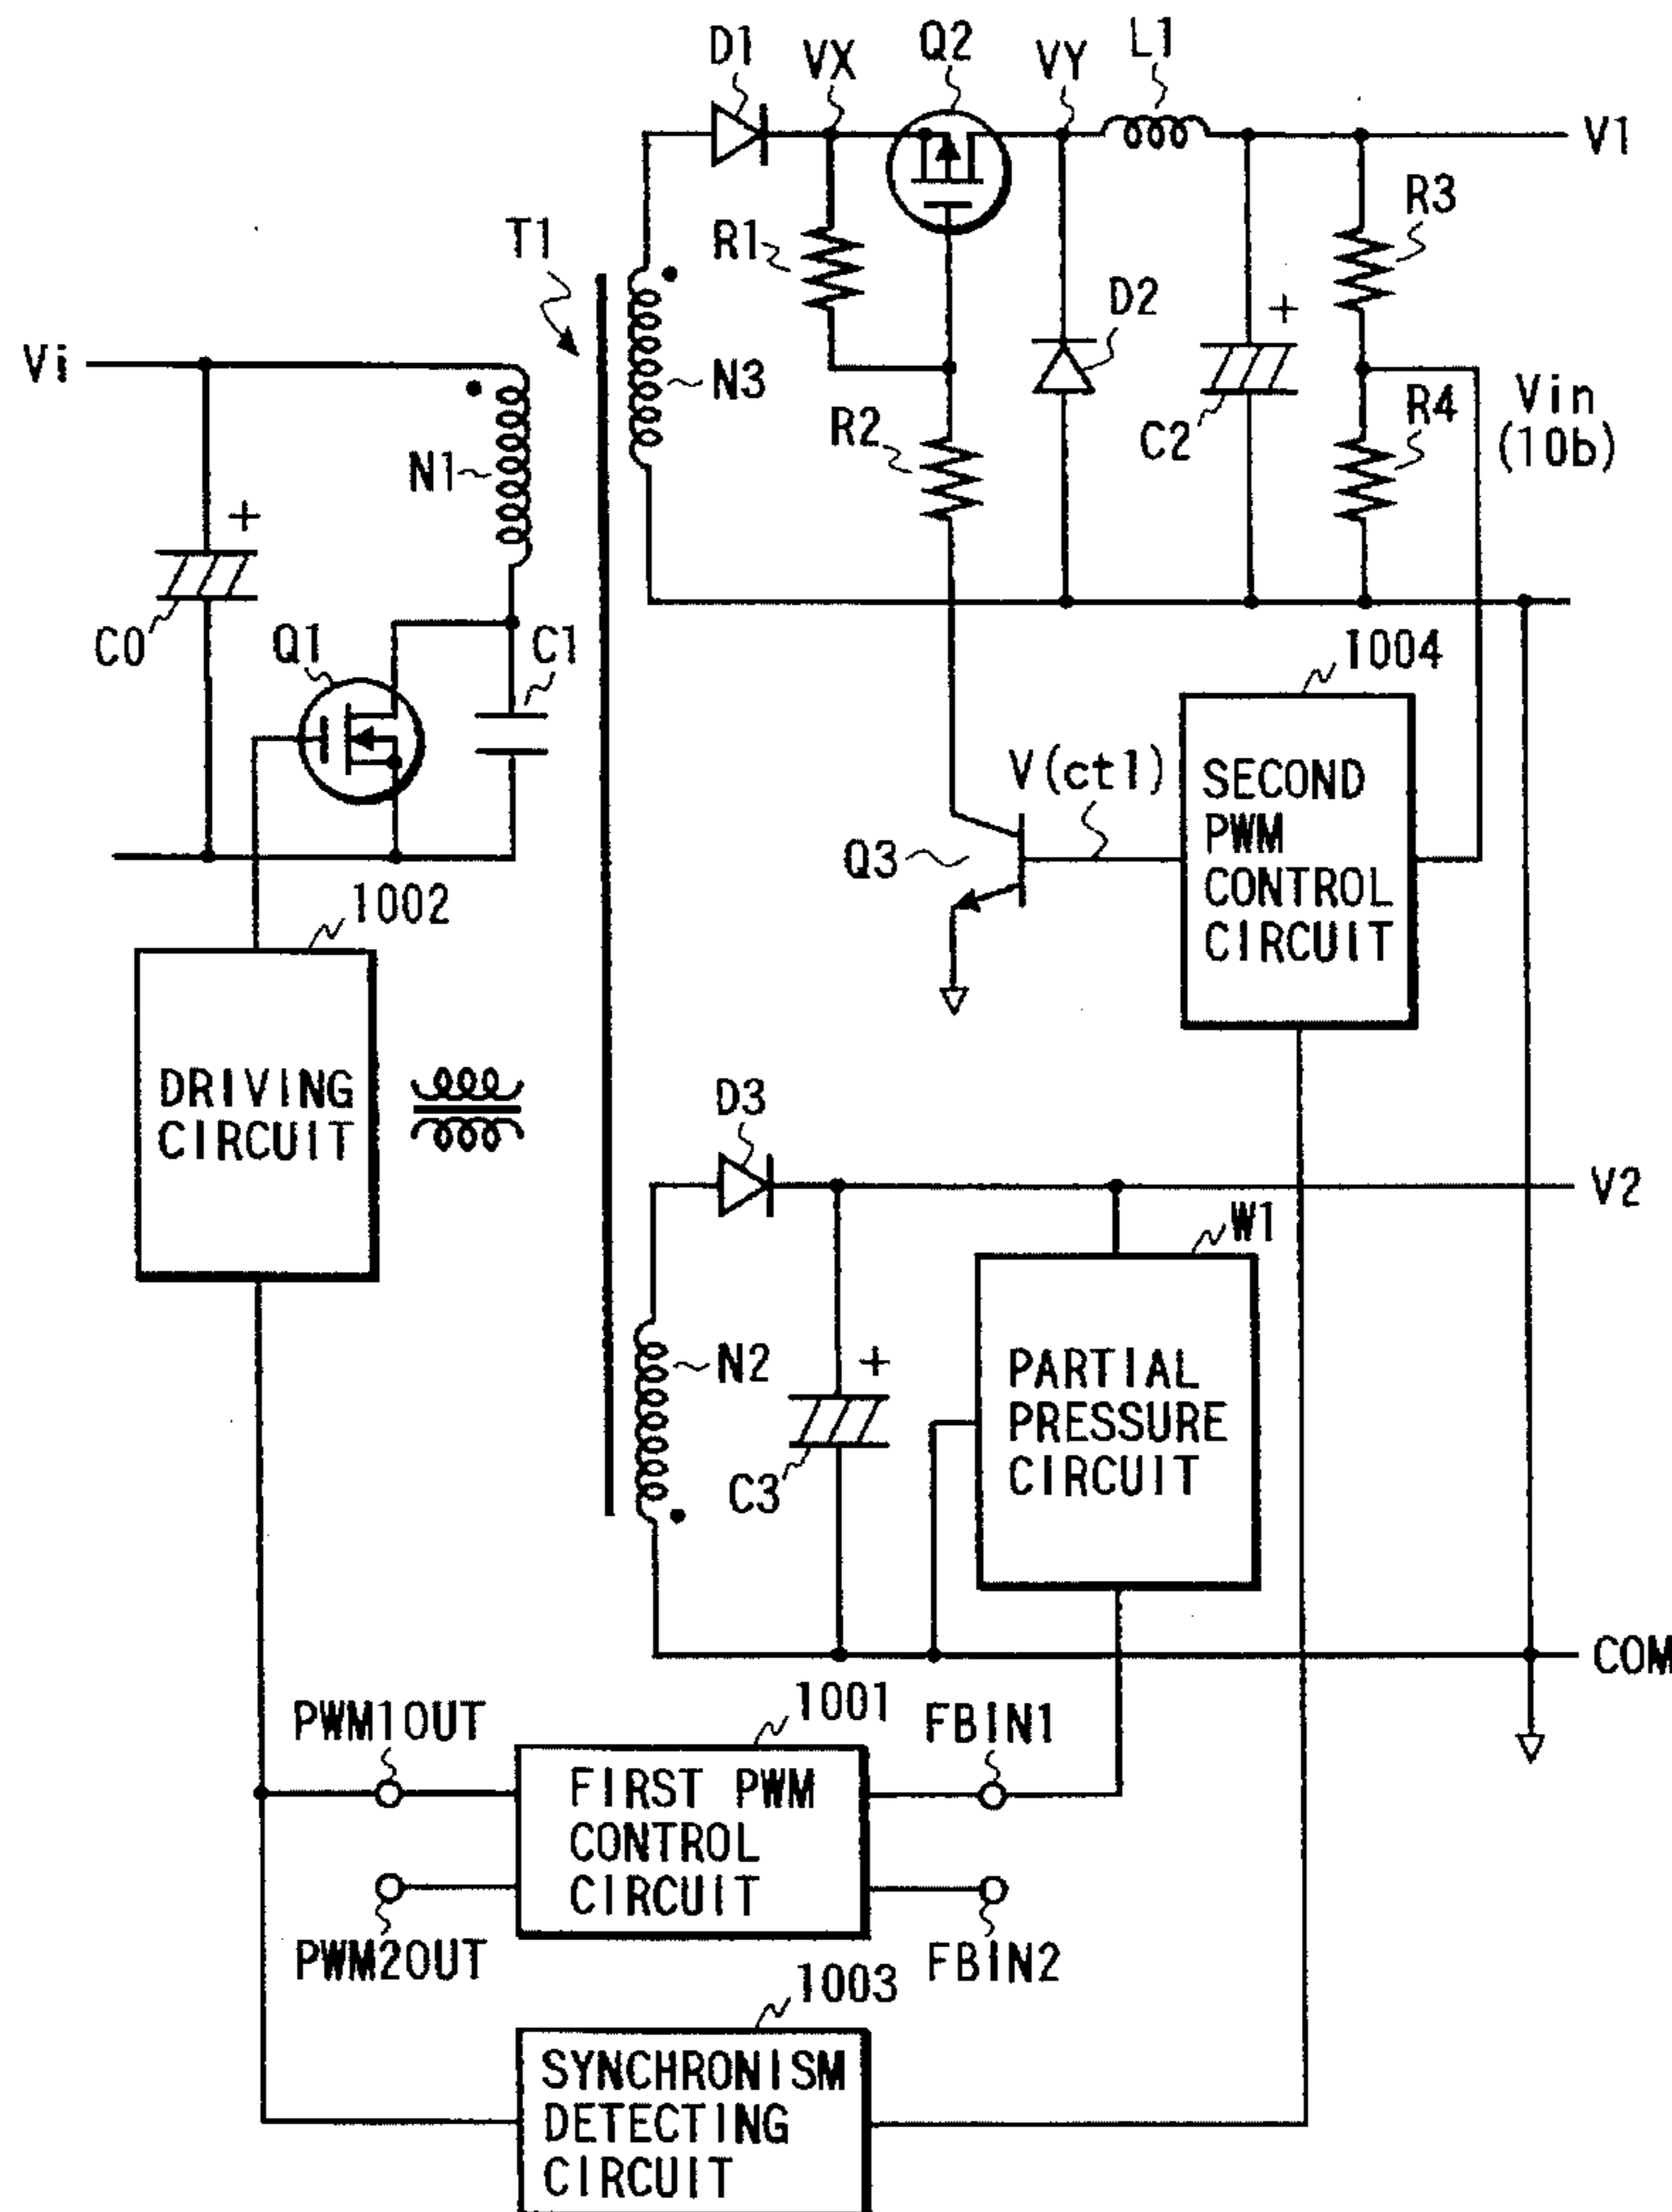 D1
VX
Q2
VY
L1
V1
R1
R3
T1
D2
Vi
N3
R2
C2
R4
Vin
(10b)
N1
+
+
C0
Q1
C1
1004
V(ct1)
SECOND
PWM
CONTROL
CIRCUIT
Q3
1002
DRIVING
CIRCUIT
D3
V2
W1
N2
+
C3
PARTIAL
PRESSURE
CIRCUIT
COM
PWM1OUT
1001
FBIN1
FIRST PWM
CONTROL
CIRCUIT
PWM2OUT
FBIN2
1003
SYNCHRONISM
DETECTING
CIRCUIT